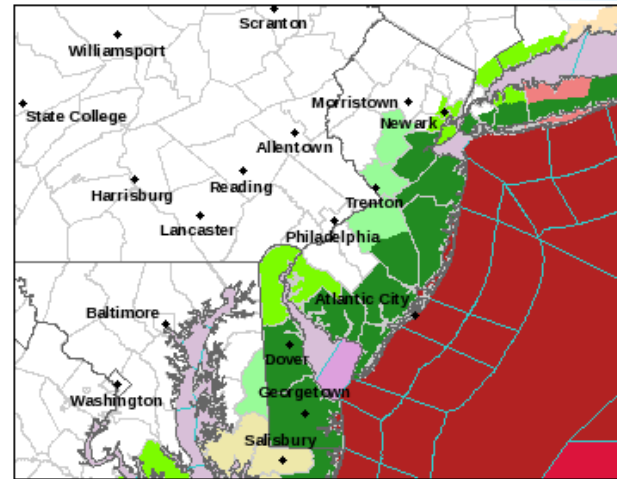 Scranton
Williamsport
State College
Morristown
Newark
Allentown
Reading
Harrisburg
Trenton
Lancaster
Philadelphia
Atlantic City
Baltimore
Dover
Washington
Georgetown
Salisbury